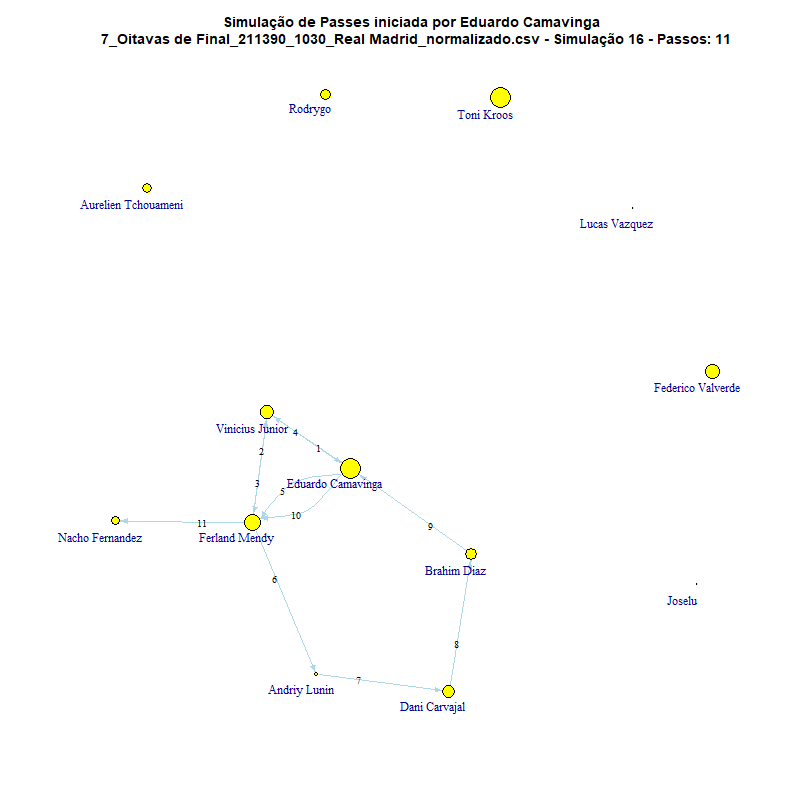 Simulação de Passes iniciada por Eduardo Camavinga
7_Oitavas de Final_211390_1030_Real Madrid_normalizado.csv - Simulação 16 - Passos: 11
Rodrygo
Toni Kroos
Aurelien Tchouameni
Lucas Vazquez
Federico Valverde
Vinicius Junior
4
1
2
3
Eduardo Camavinga
5
10
9
11
Nacho Fernandez
Ferland Mendy
Brahim Diaz
6
Joselu
8
7
Andriy Lunin
Dani Carvajal